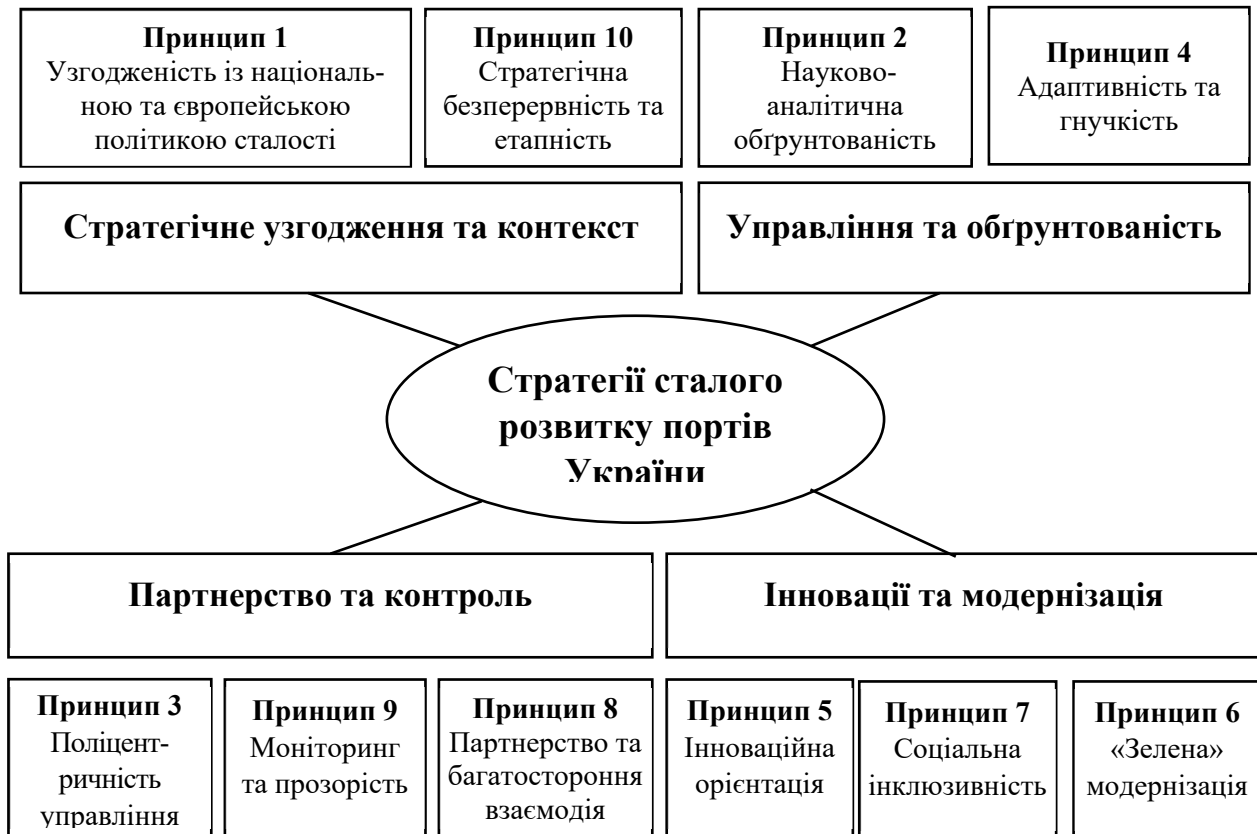 Принцип 1
Узгодженість із національ-
ною та європейською
політикою сталості
Принцип 10
Стратегічна
безперервність та
етапність
Принцип 2
Науково-
аналітична
обґрунтованість
Принцип 4
Адаптивність та
гнучкість
Стратегічне узгодження та контекст
Управління та обґрунтованість
Стратегії сталого
розвитку портів
України
Партнерство та контроль
Інновації та модернізація
Принцип 3
Поліцент-
ричність
управління
Принцип 9
Моніторинг
та прозорість
Принцип 8
Партнерство та
багатостороння
взаємодія
Принцип 5
Інноваційна
орієнтація
Принцип 7
Соціальна
інклюзивність
Принцип 6
«Зелена»
модернізація